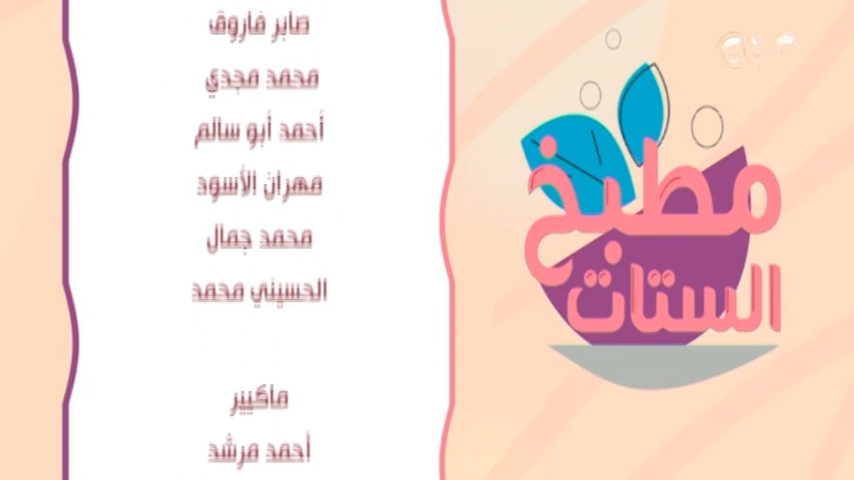 صابر فاروق
محمد مجدي
أحمد أبو سالم
مهران الأسود
محمد جمال
الحسيني محمد
ماكيير
أحمد مرشد
مطبخ
الستات